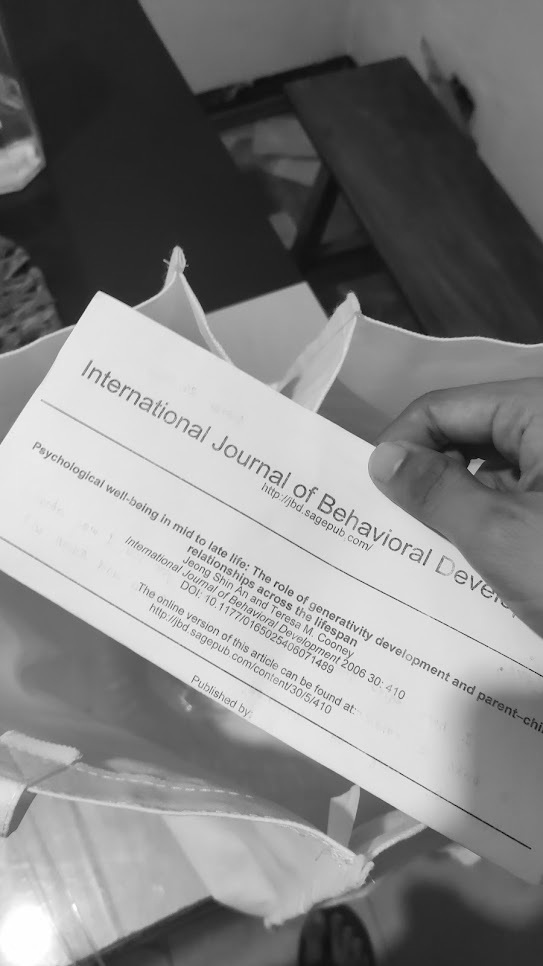 International Journal of Behavioral Develo
http://jbd.sagepub.com/
Psychological well-being in mid to late life: The role of generativity development and parent–chi
relationships across the lifespan
Jeong Shin An and Teresa M. Cooney
International Journal of Behavioral Development 2006 30: 410
DOI: 10.1177/0165025406071489
The online version of this article can be found at:
http://jbd.sagepub.com/content/30/5/410
Published by: